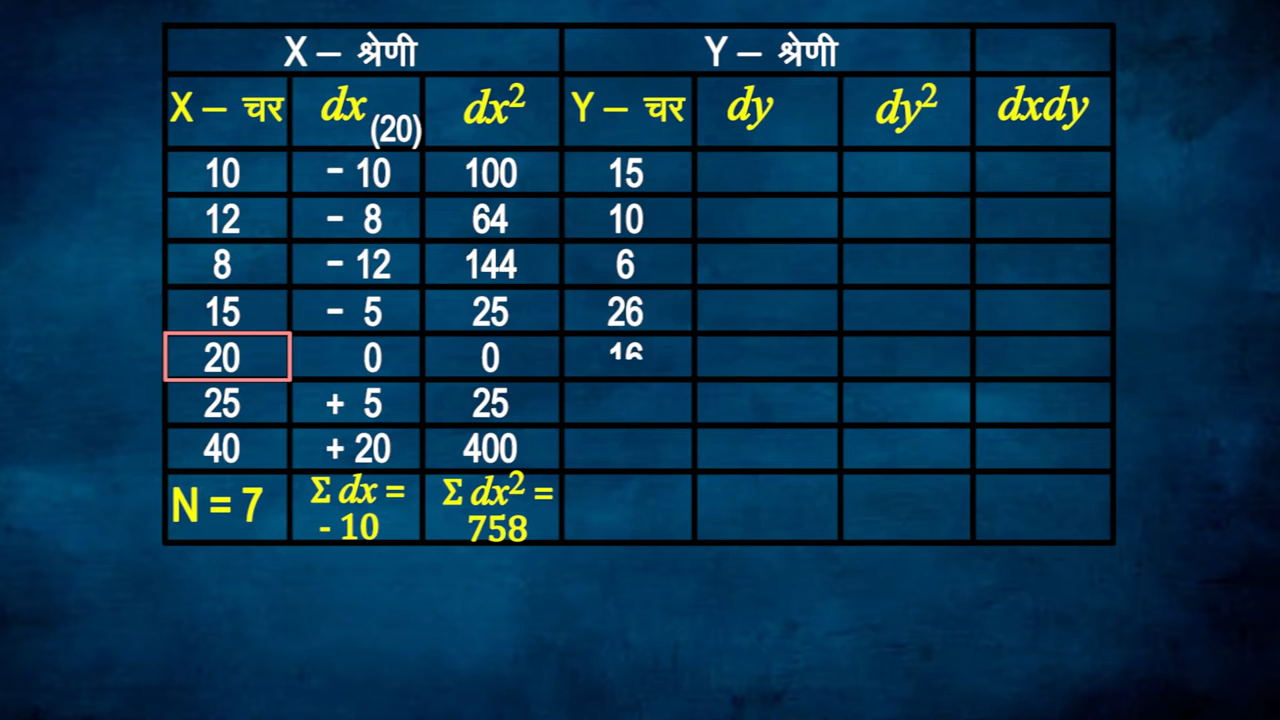 X – श्रेणी Y – श्रेणी
X – चर dx (20) dx² Y – चर dy dy² dxdy
10 - 10 100 15
12 - 8 64 10
8 - 12 144 6
15 - 5 25 26
20 0 0
25 + 5 25
40 + 20 400
N = 7 Σ dx = - 10 Σ dx² = 758